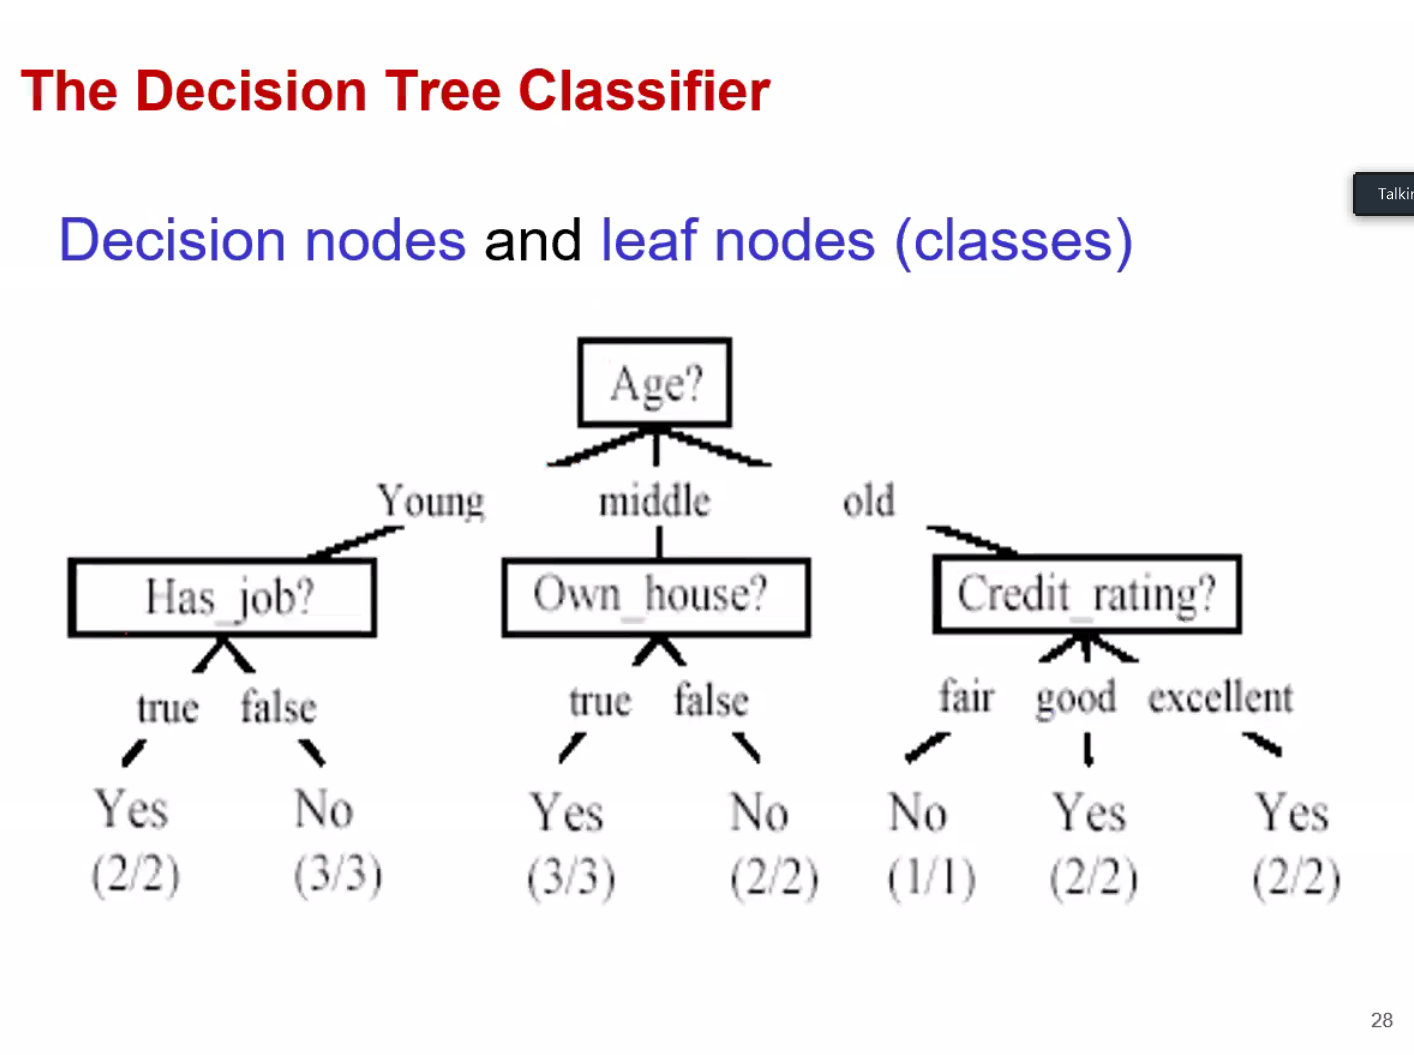 The Decision Tree Classifier
Decision nodes and leaf nodes (classes)
Age?
Young middle old
Has_job? Own_house? Credit_rating?
true false true false fair good excellent
Yes No Yes No No Yes Yes
(2/2) (3/3) (3/3) (2/2) (1/1) (2/2) (2/2)
28